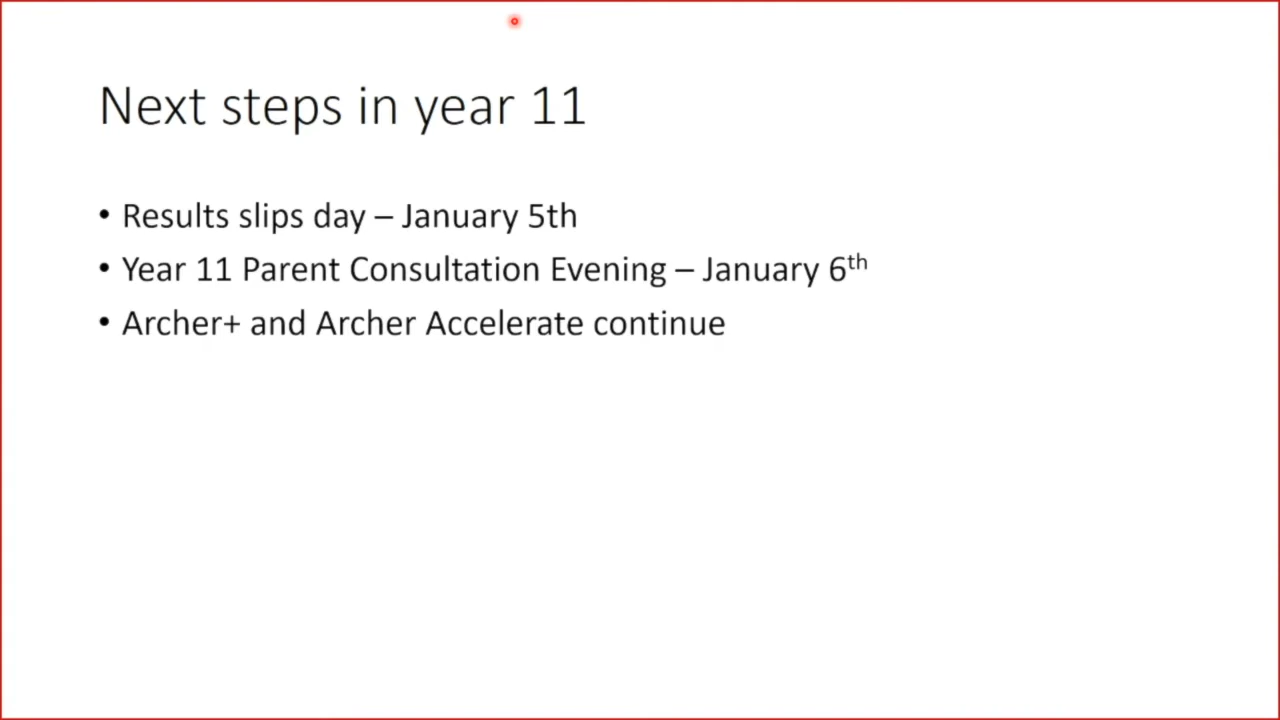 Next steps in year 11
• Results slips day – January 5th
• Year 11 Parent Consultation Evening – January 6th
• Archer+ and Archer Accelerate continue